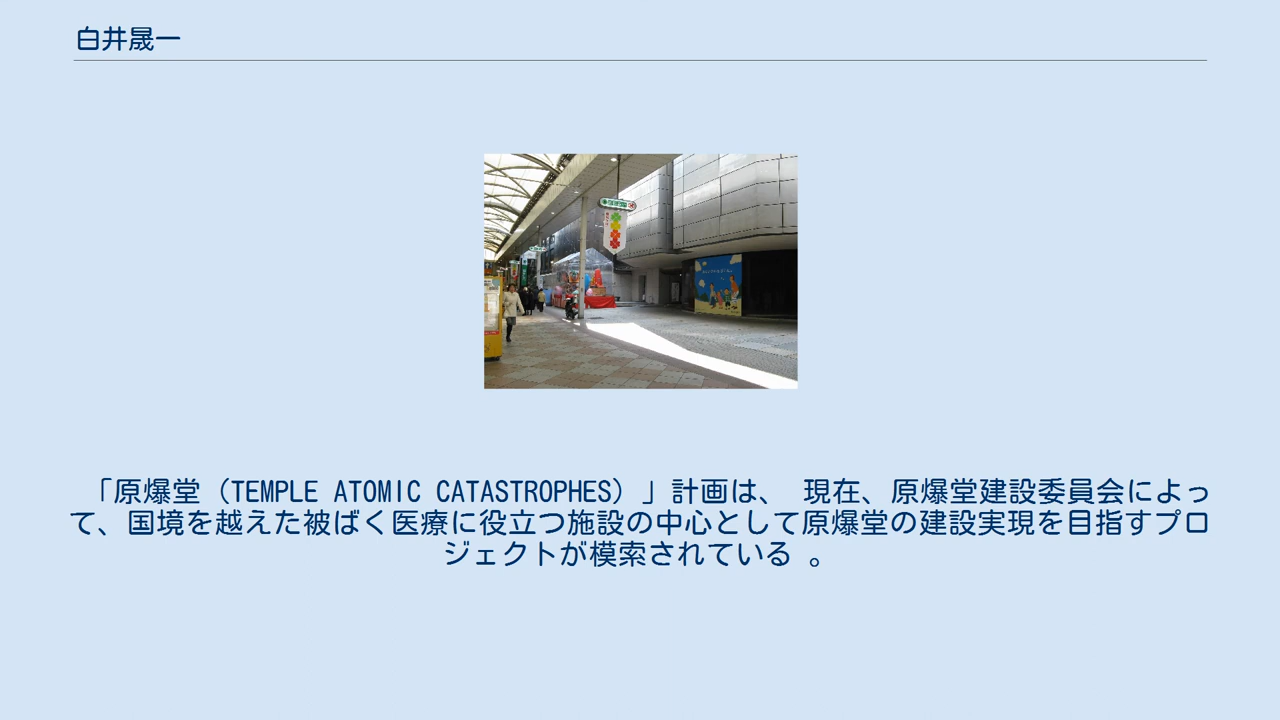 白井晟一
「原爆堂（TEMPLE ATOMIC CATASTROPHES）」計画は、 現在、原爆堂建設委員会によっ
て、国境を越えた被ばく医療に役立つ施設の中心として原爆堂の建設実現を目指すプロ
ジェクトが模索されている 。